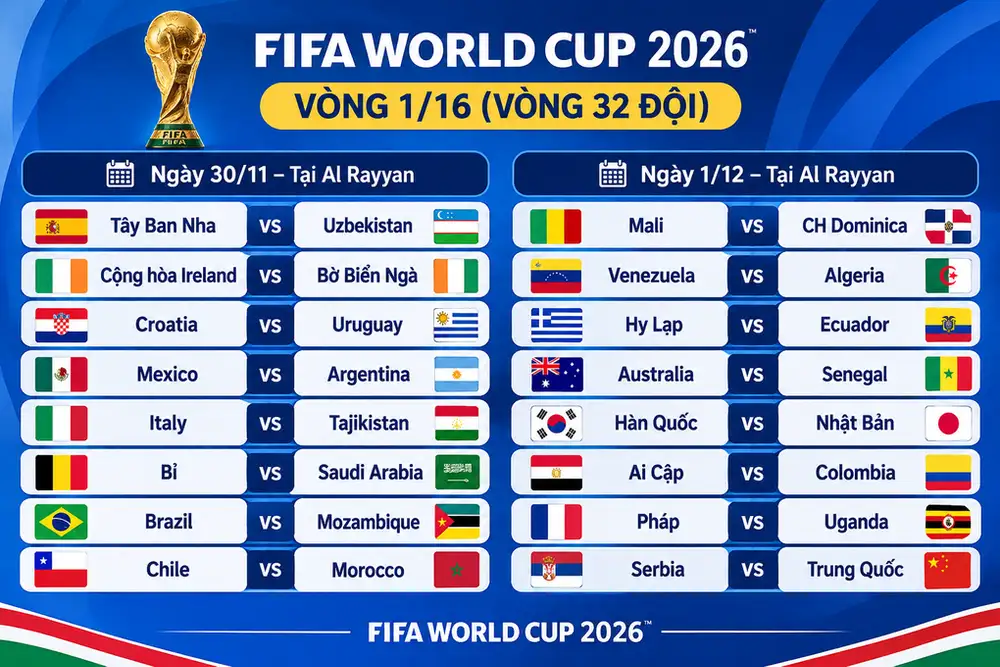 FIFA WORLD CUP 2026™
VÒNG 1/16 (VÒNG 32 ĐỘI)
FIFA
FIFA
Ngày 30/11 – Tại Al Rayyan
Tây Ban Nha VS Uzbekistan
Cộng hòa Ireland VS Bờ Biển Ngà
Croatia VS Uruguay
Mexico VS Argentina
Italy VS Tajikistan
Bỉ VS Saudi Arabia
Brazil VS Mozambique
Chile VS Morocco
Ngày 1/12 – Tại Al Rayyan
Mali VS CH Dominica
Venezuela VS Algeria
Hy Lạp VS Ecuador
Australia VS Senegal
Hàn Quốc VS Nhật Bản
Ai Cập VS Colombia
Pháp VS Uganda
Serbia VS Trung Quốc
FIFA WORLD CUP 2026™